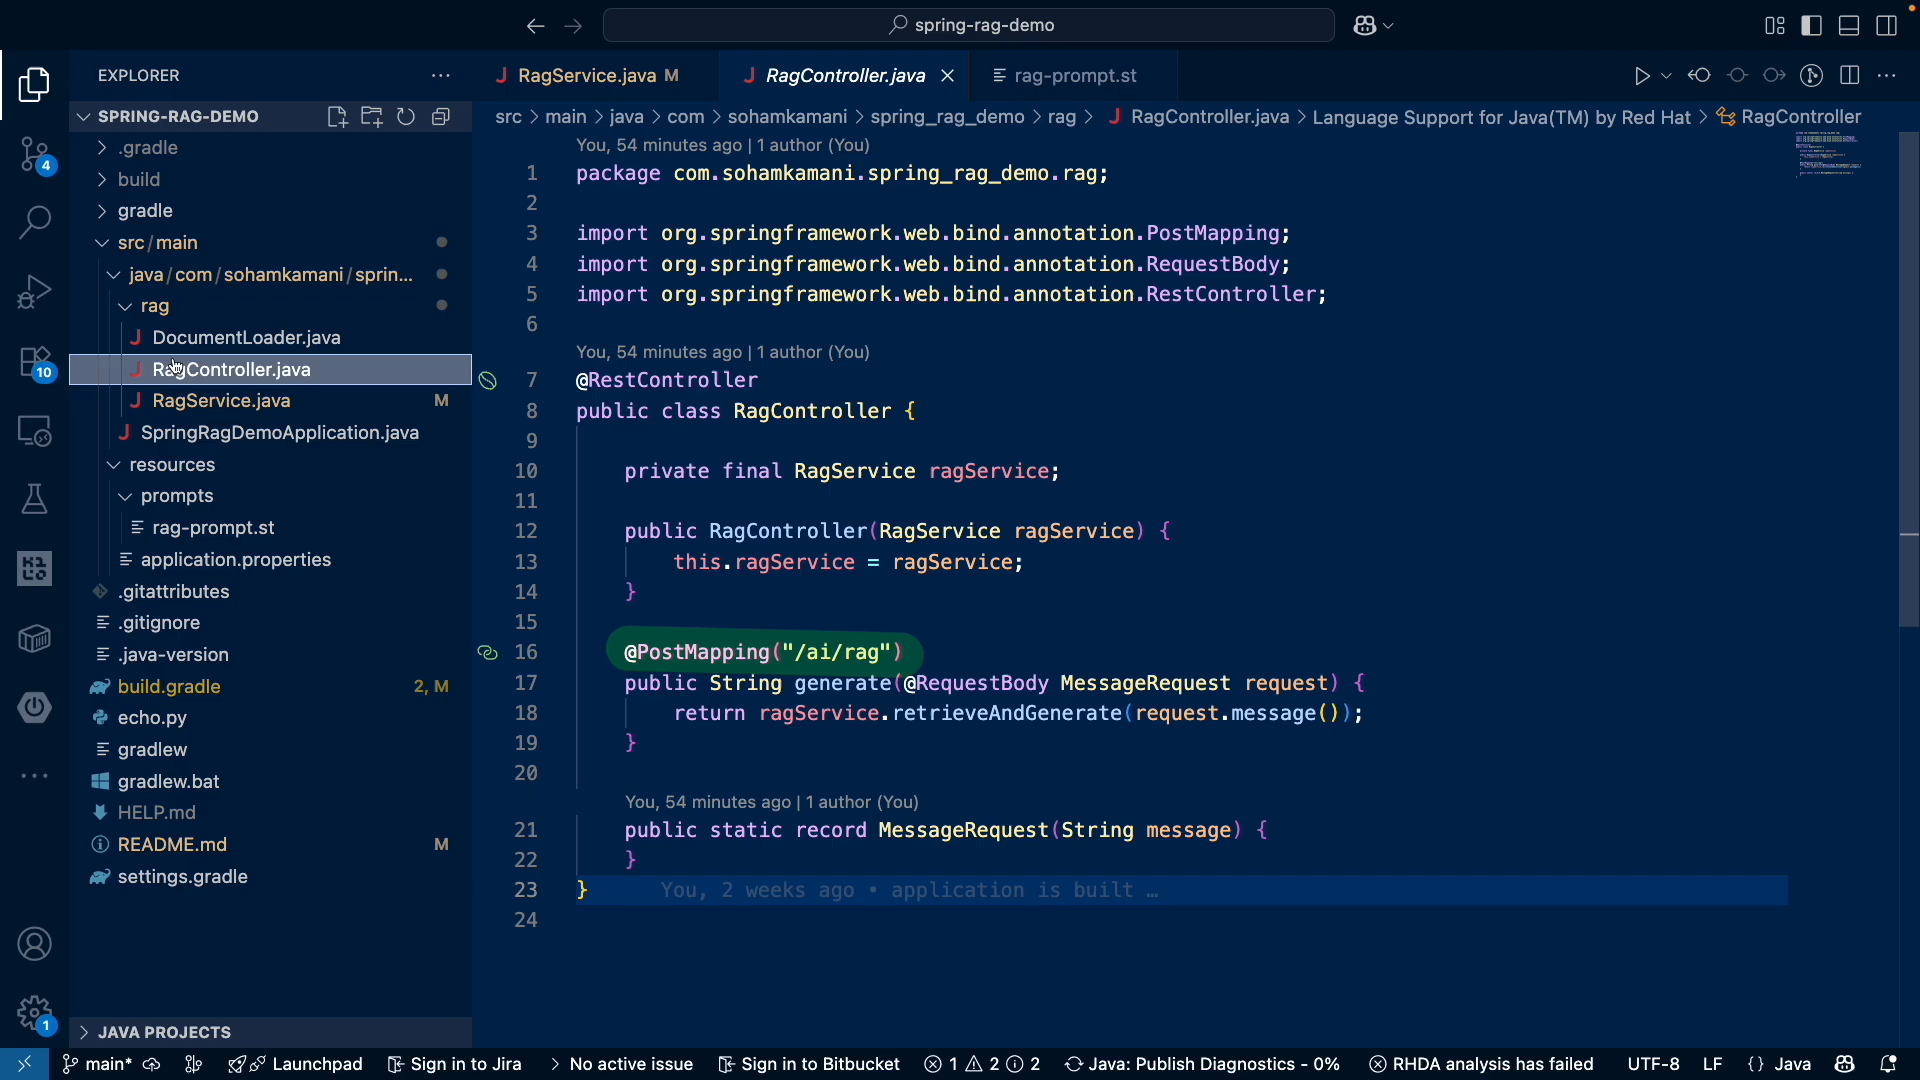 spring-rag-demo
EXPLORER
RagService.java M
RagController.java
rag-prompt.st
SPRING-RAG-DEMO
src > main > java > com > sohamkamani > spring_rag_demo > rag > RagController.java > Language Support for Java(TM) by Red Hat > RagController
.gradle
build
gradle
src/main
java/com/sohamkamani/sprin...
rag
DocumentLoader.java
RagController.java
RagService.java M
SpringRagDemoApplication.java
resources
prompts
rag-prompt.st
application.properties
.gitattributes
.gitignore
.java-version
build.gradle 2, M
echo.py
gradlew
gradlew.bat
HELP.md
README.md M
settings.gradle
JAVA PROJECTS
4
10
1
You, 54 minutes ago | 1 author (You)
1 package com.sohamkamani.spring_rag_demo.rag;
2
3 import org.springframework.web.bind.annotation.PostMapping;
4 import org.springframework.web.bind.annotation.RequestBody;
5 import org.springframework.web.bind.annotation.RestController;
6
You, 54 minutes ago | 1 author (You)
7 @RestController
8 public class RagController {
9
10 private final RagService ragService;
11
12 public RagController(RagService ragService) {
13 this.ragService = ragService;
14 }
15
16 @PostMapping("/ai/rag")
17 public String generate(@RequestBody MessageRequest request) {
18 return ragService.retrieveAndGenerate(request.message());
19 }
20
You, 54 minutes ago | 1 author (You)
21 public static record MessageRequest(String message) {
22 }
23 } You, 2 weeks ago • application is built …
24
main* Launchpad Sign in to Jira > No active issue Sign in to Bitbucket 1 2 2 Java: Publish Diagnostics - 0% RHDA analysis has failed UTF-8 LF {} Java